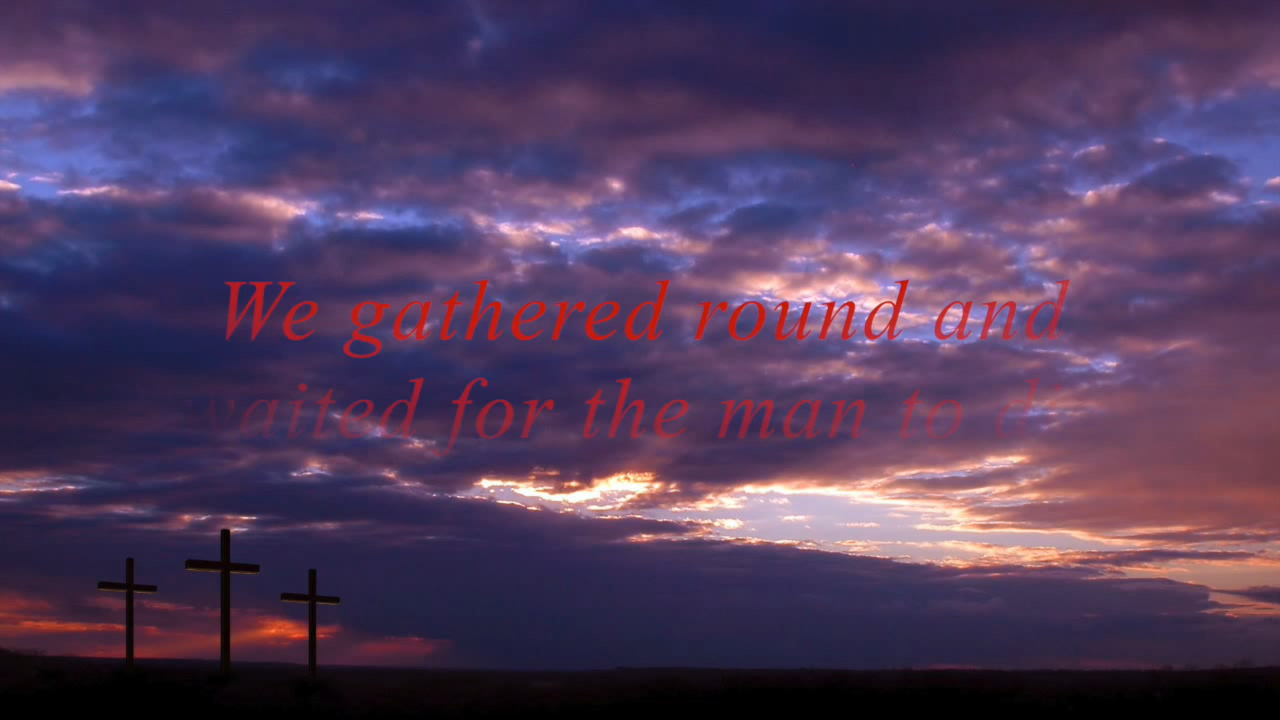 We gathered round and
waited for the man to